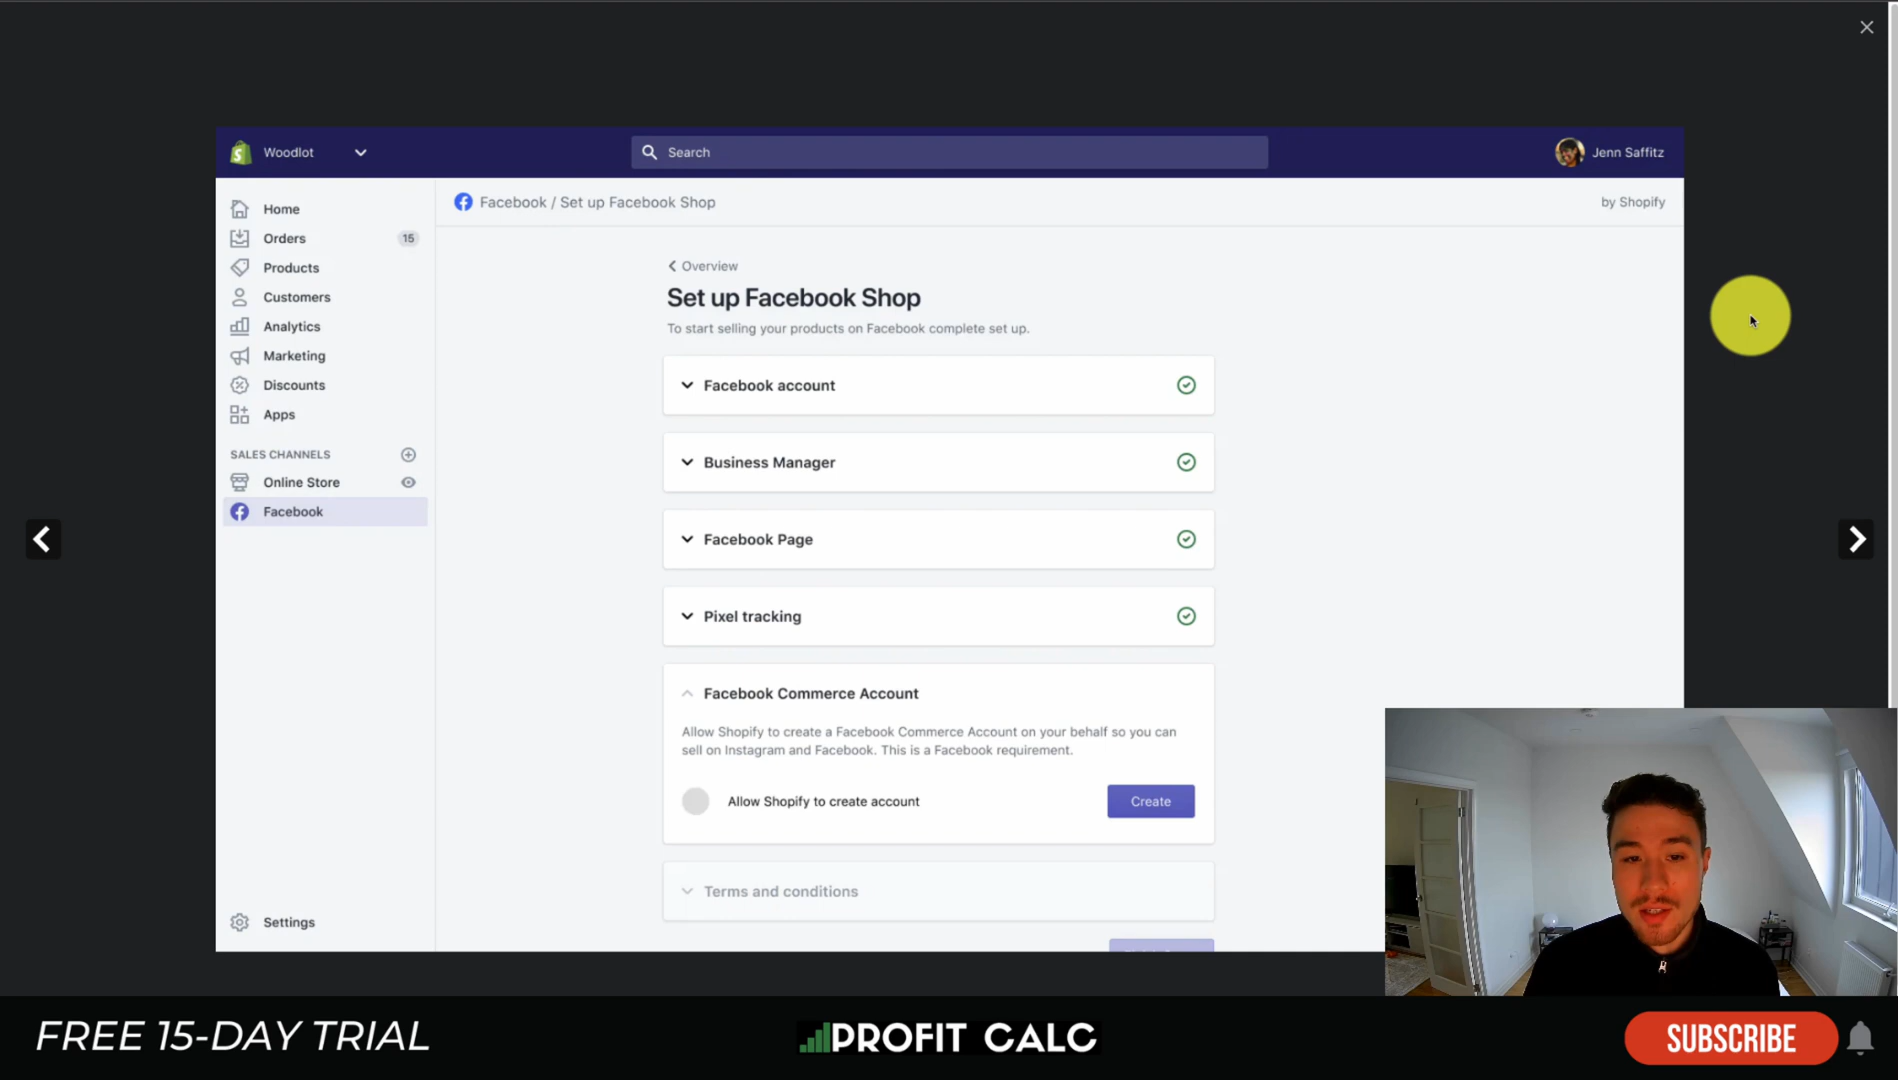 Woodlot
Search
Jenn Saffitz
Home
Orders 15
Products
Customers
Analytics
Marketing
Discounts
Apps
SALES CHANNELS
Online Store
Facebook
Settings
Facebook / Set up Facebook Shop
by Shopify
Overview
Set up Facebook Shop
To start selling your products on Facebook complete set up.
Facebook account
Business Manager
Facebook Page
Pixel tracking
Facebook Commerce Account
Allow Shopify to create a Facebook Commerce Account on your behalf so you can
sell on Instagram and Facebook. This is a Facebook requirement.
Allow Shopify to create account
Create
Terms and conditions
FREE 15-DAY TRIAL
PROFIT CALC
SUBSCRIBE